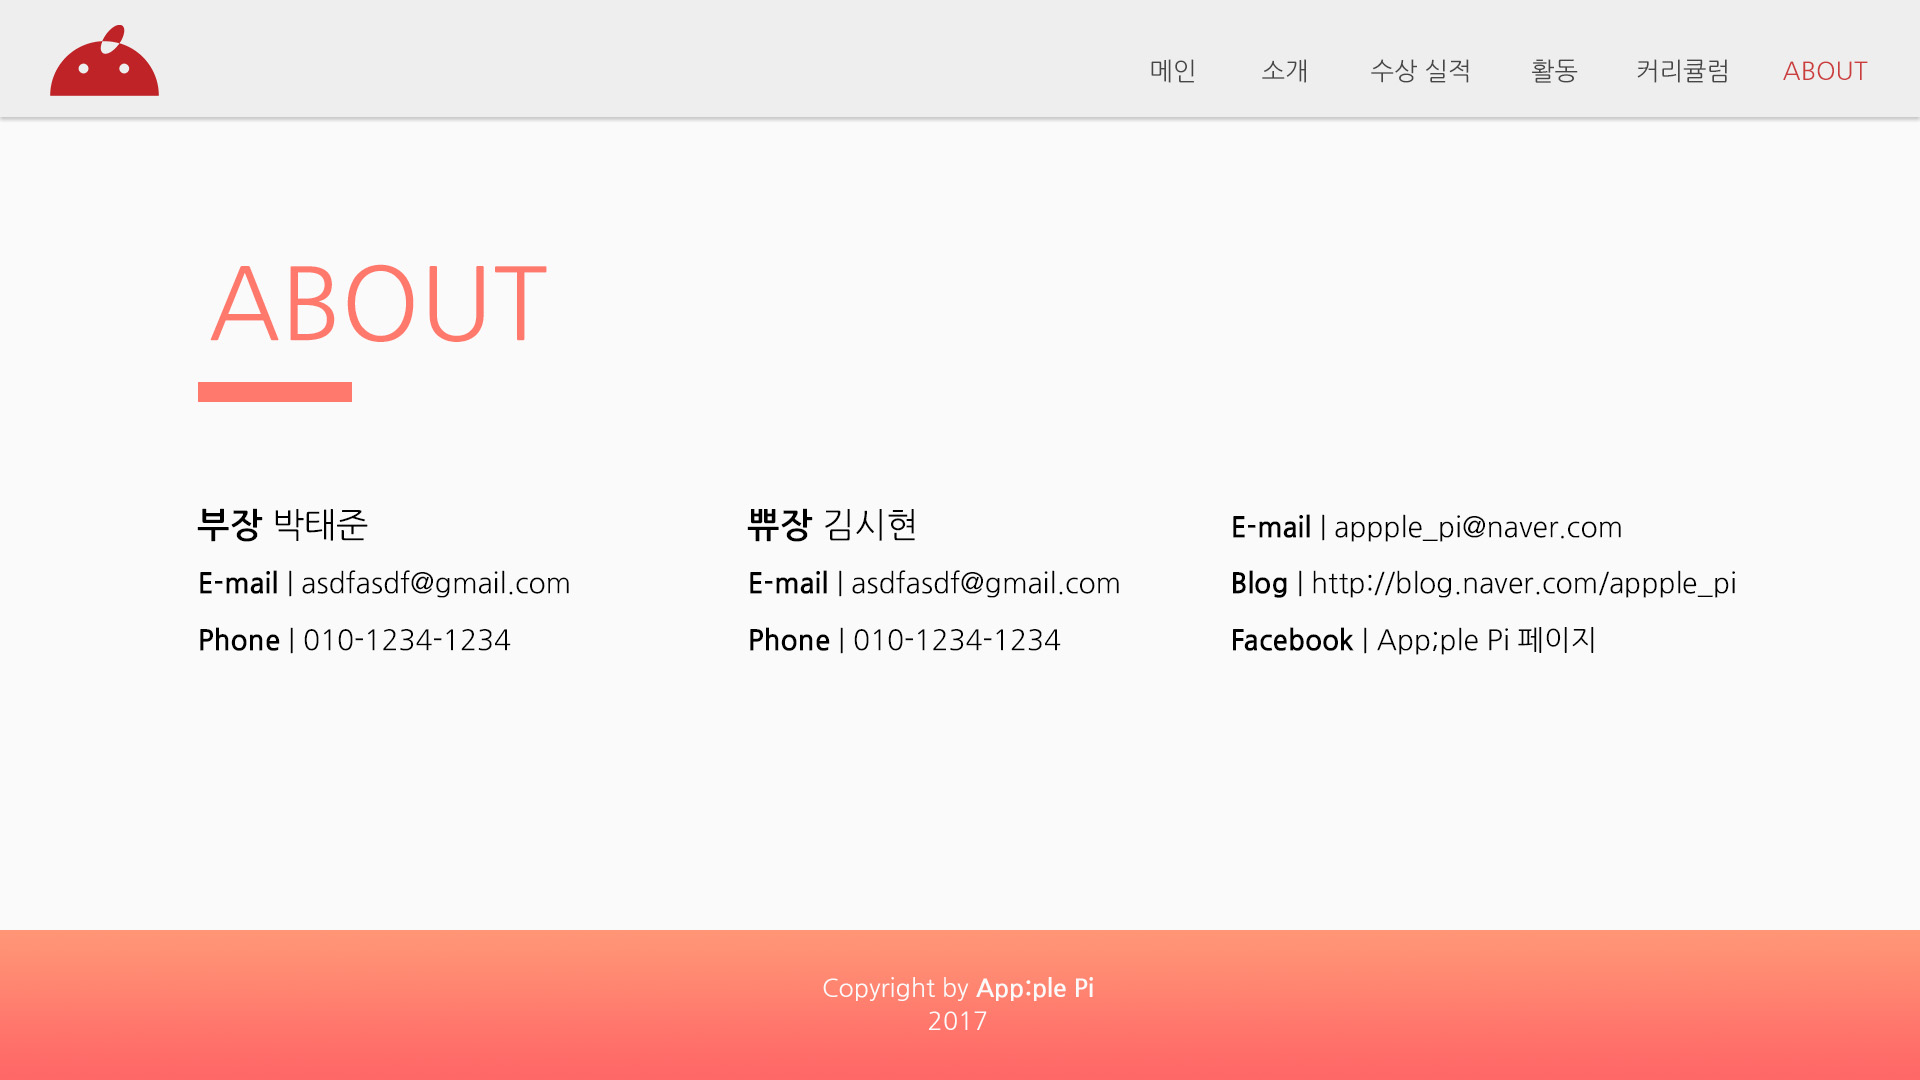 메인 소개 수상 실적 활동 커리큘럼 ABOUT
ABOUT
부장 박태준
E-mail | asdfasdf@gmail.com
Phone | 010-1234-1234
쀼장 김시현
E-mail | asdfasdf@gmail.com
Phone | 010-1234-1234
E-mail | appple_pi@naver.com
Blog | http://blog.naver.com/appple_pi
Facebook | App;ple Pi 페이지
Copyright by App:ple Pi
2017